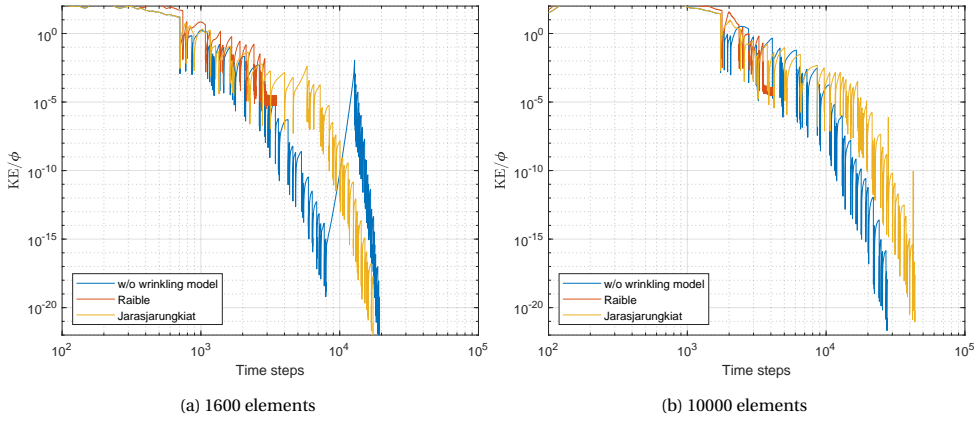 10^0
10^-5
10^-10
10^-15
10^-20
KE/ϕ
w/o wrinkling model
Raible
Jarasjarungkiat
10^2
10^3
10^4
10^5
Time steps
(a) 1600 elements
10^0
10^-5
10^-10
10^-15
10^-20
KE/ϕ
w/o wrinkling model
Raible
Jarasjarungkiat
10^2
10^3
10^4
10^5
Time steps
(b) 10000 elements